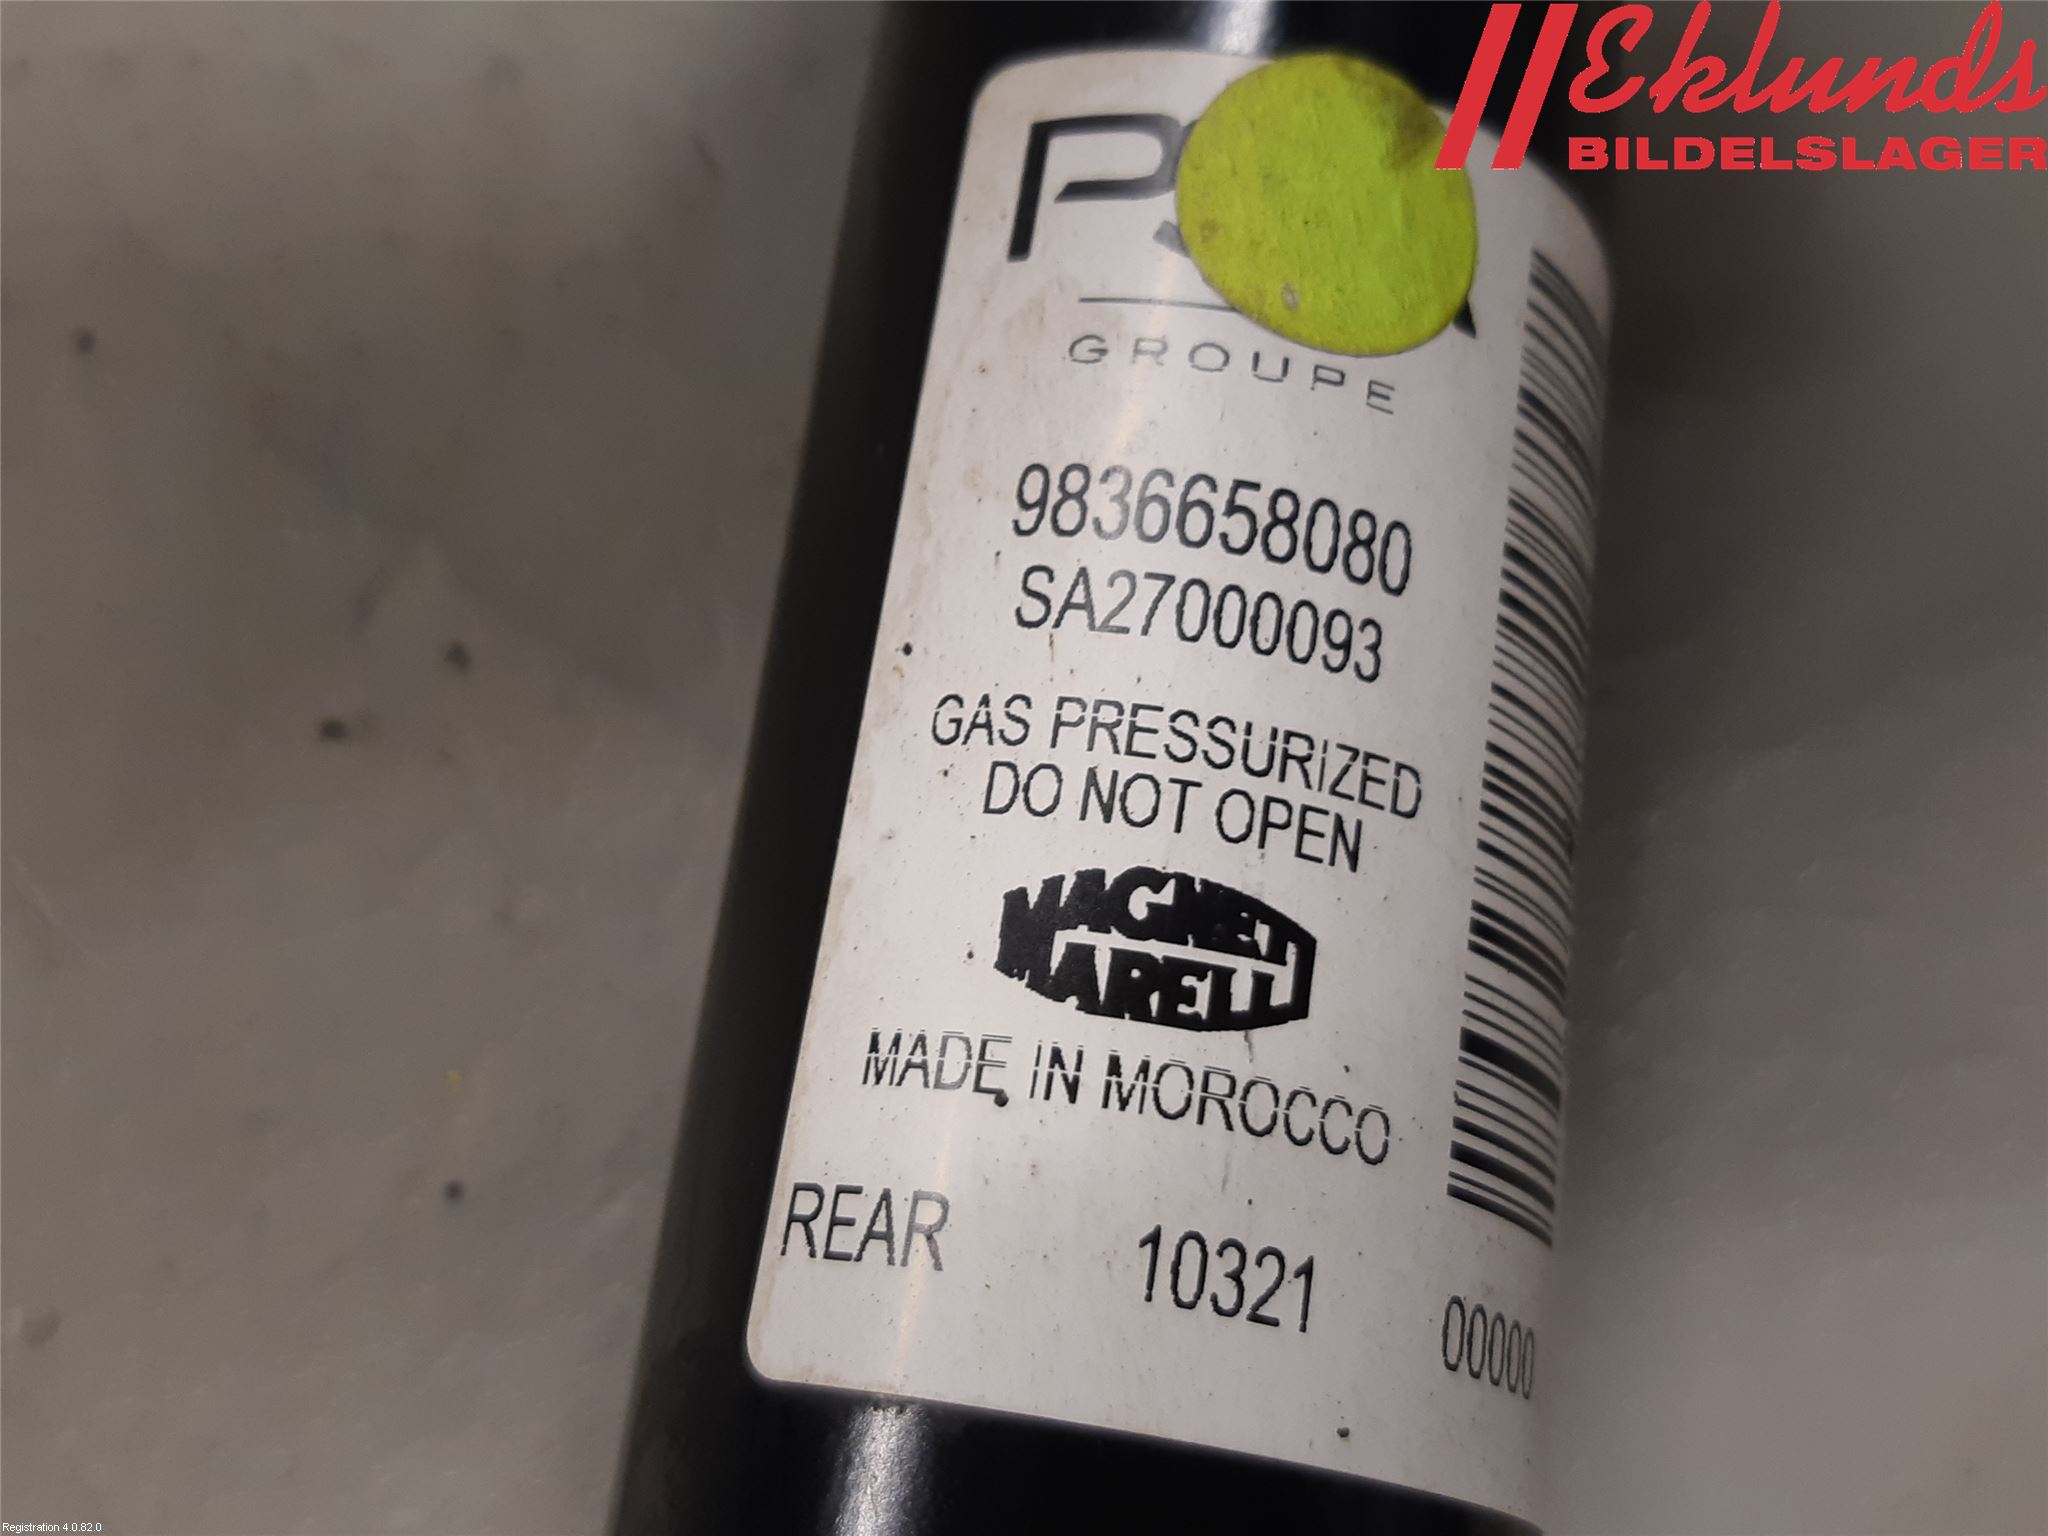 Eklunds
BILDELSLAGER
GROUPE
9836658080
SA27000093
GAS PRESSURIZED
DO NOT OPEN
MAGNETI
MARELLI
MADE IN MOROCCO
REAR 10321 00000
Registration 4.0.82.0